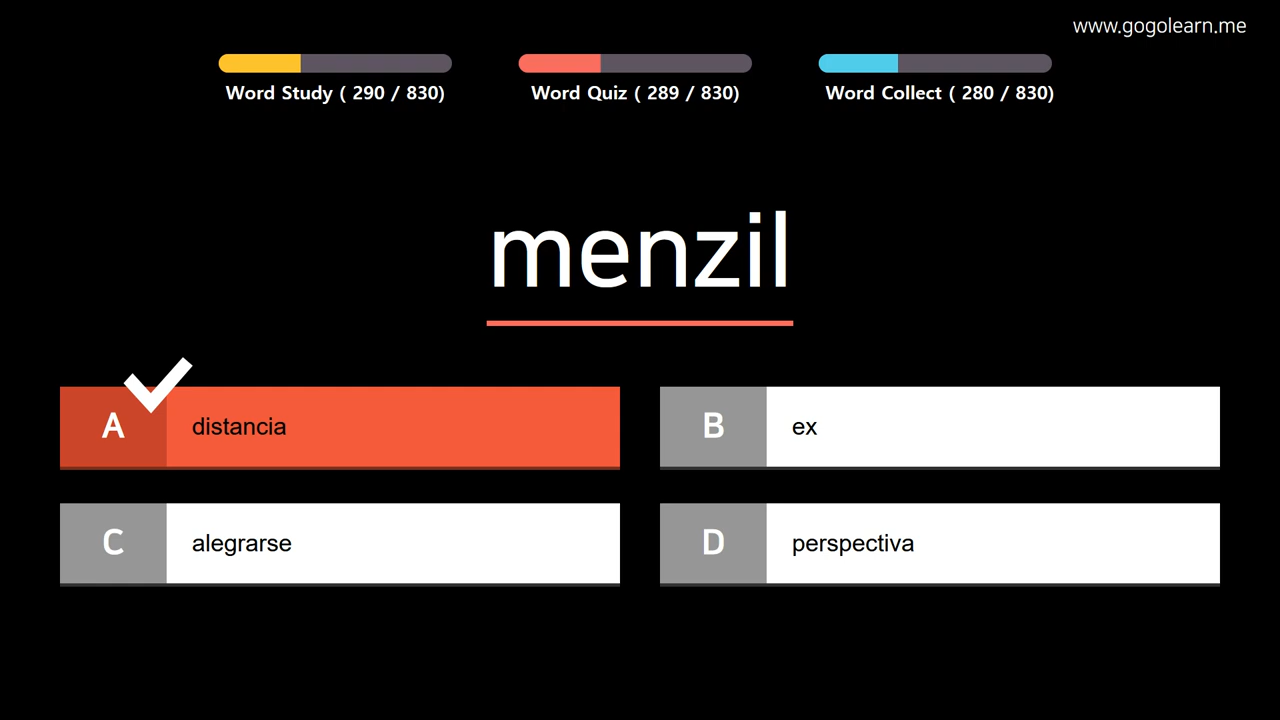 www.gogolearn.me
Word Study ( 290 / 830)
Word Quiz ( 289 / 830)
Word Collect ( 280 / 830)
menzil
A distancia
B ex
C alegrarse
D perspectiva